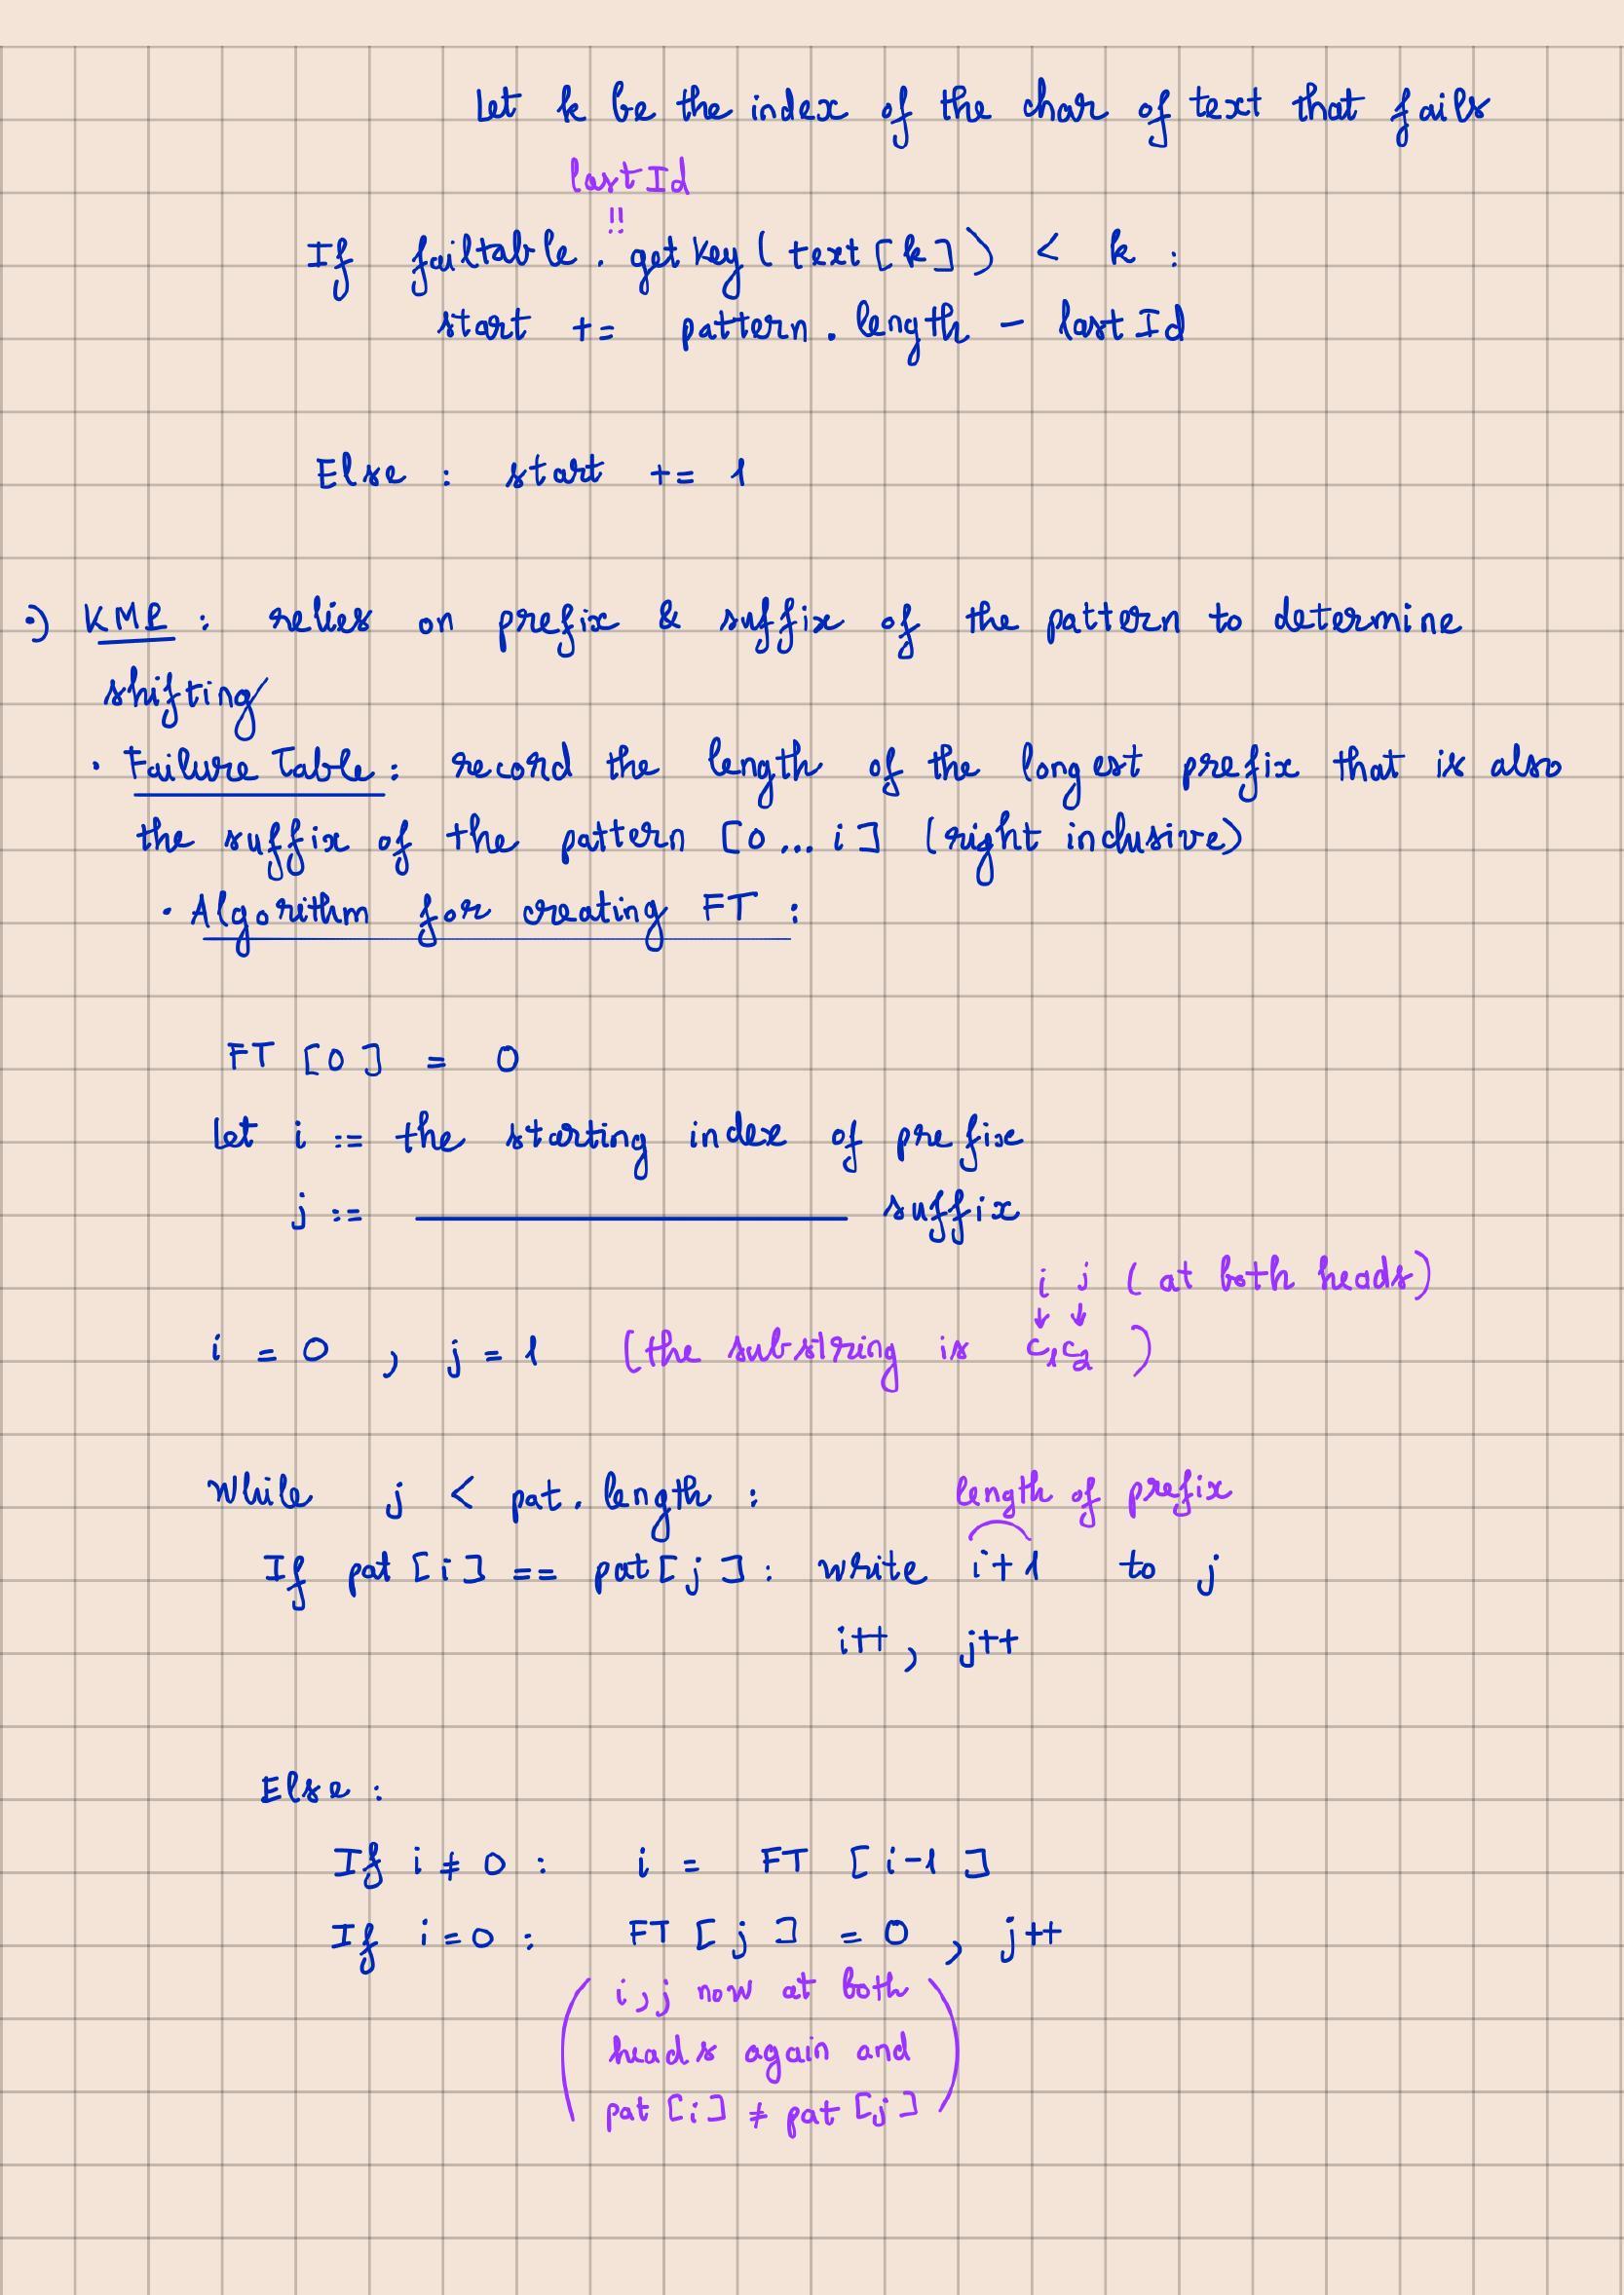 Let k be the index of the char of text that fails
lastId
!!
If failtable.getKey(text[k]) < k :
start += pattern.length - lastId
Else : start += 1
•) KMP : relies on prefix & suffix of the pattern to determine
shifting
• Failure Table : record the length of the longest prefix that is also
the suffix of the pattern [0...i] (right inclusive)
• Algorithm for creating FT :
FT [0] = 0
Let i := the starting index of prefix
j := ———————— suffix
i j (at both heads)
↓ ↓
i = 0 , j = 1 (the substring is c₁c₂ )
While j < pat.length :
length of prefix
If pat[i] == pat[j] : write i+1 to j
i++ , j++
Else :
If i ≠ 0 : i = FT [i-1]
If i=0 : FT [j] = 0 , j++
(i,j now at both
heads again and
pat[i] ≠ pat[j])